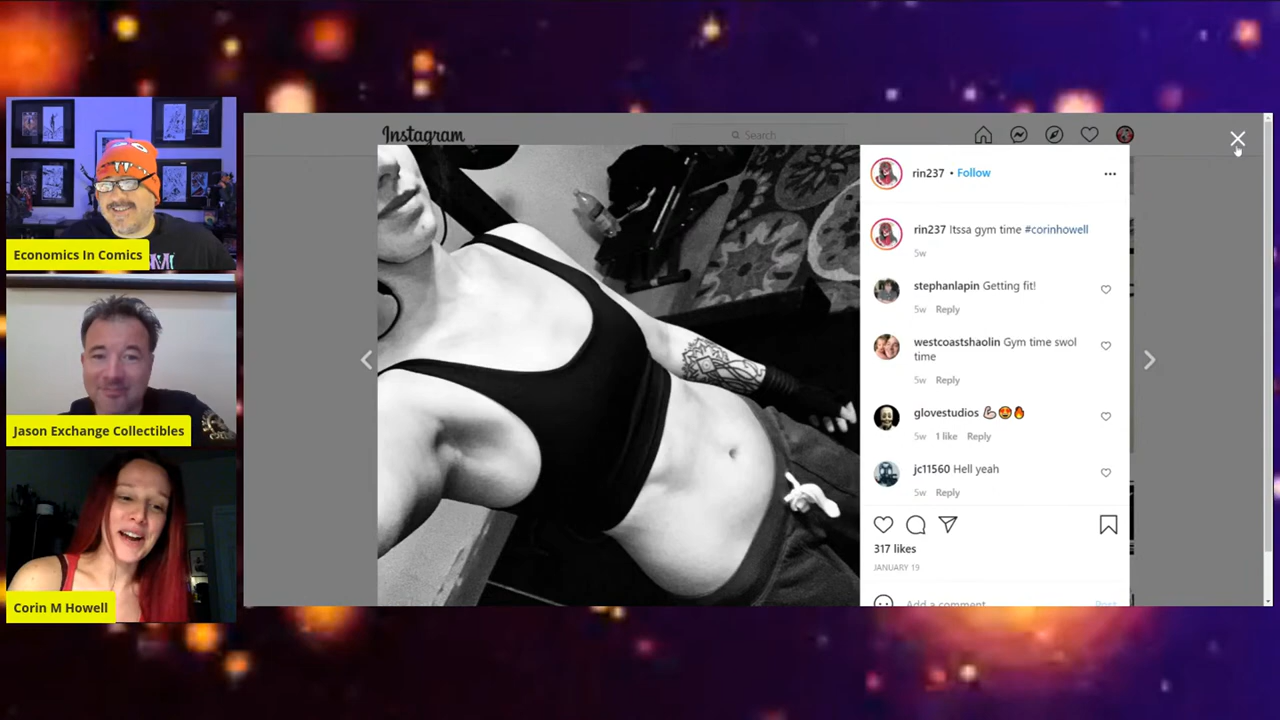 Economics In Comics
Jason Exchange Collectibles
Corin M Howell
Instagram
Search
rin237 • Follow
rin237 Itssa gym time #corinhowell
5w
stephanlapin Getting fit!
5w Reply
westcoastshaolin Gym time swol
time
5w Reply
glovestudios 💪🏻😍🔥
5w 1 like Reply
jc11560 Hell yeah
5w Reply
317 likes
JANUARY 19
Add a comment
Post